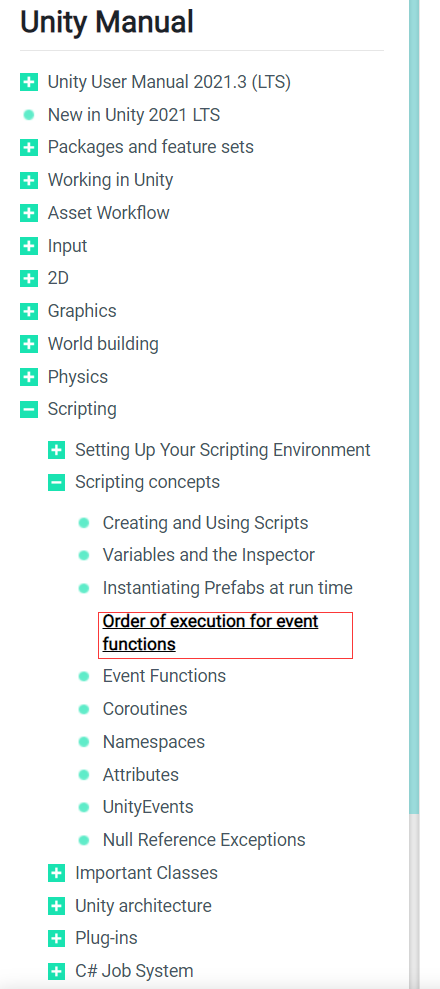 Unity Manual
Unity User Manual 2021.3 (LTS)
New in Unity 2021 LTS
Packages and feature sets
Working in Unity
Asset Workflow
Input
2D
Graphics
World building
Physics
Scripting
Setting Up Your Scripting Environment
Scripting concepts
Creating and Using Scripts
Variables and the Inspector
Instantiating Prefabs at run time
Order of execution for event
functions
Event Functions
Coroutines
Namespaces
Attributes
UnityEvents
Null Reference Exceptions
Important Classes
Unity architecture
Plug-ins
C# Job System